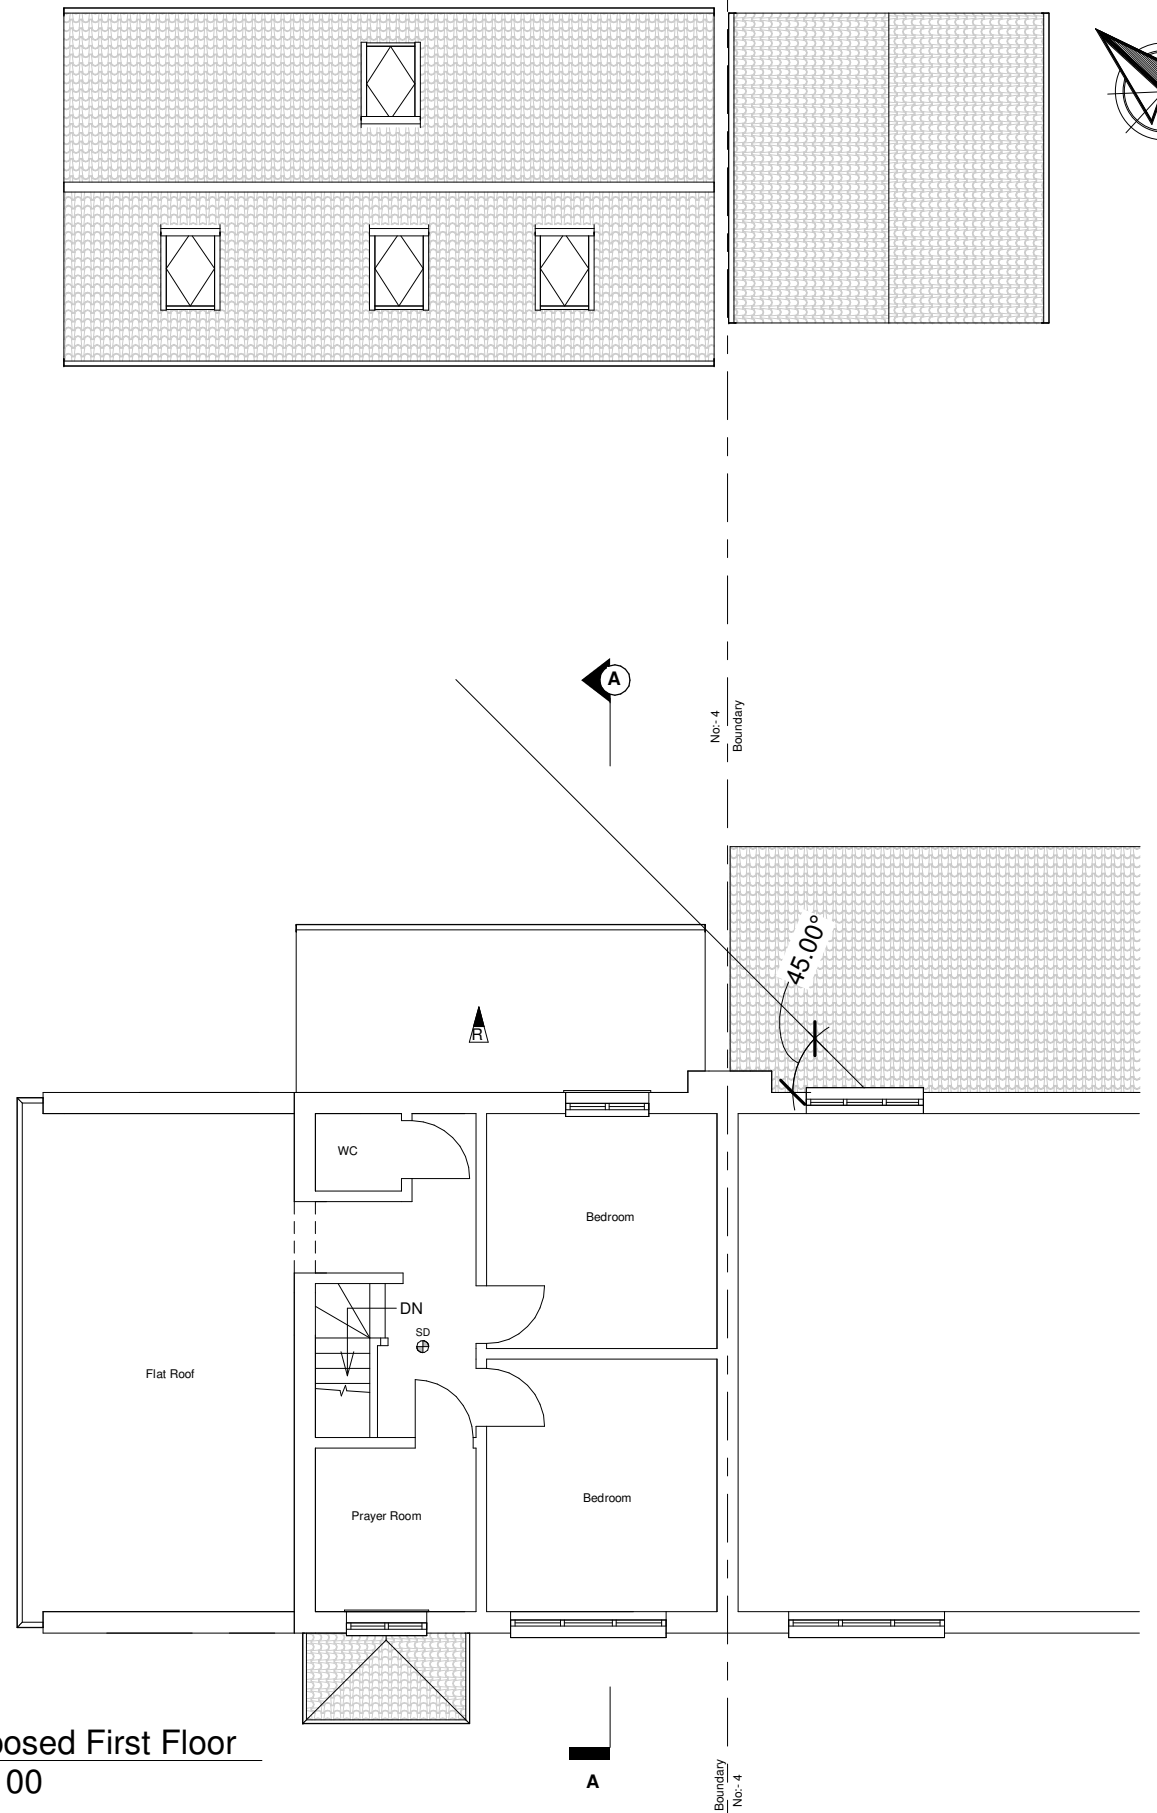 A
No:- 4
Boundary
45.00°
R
WC
Bedroom
DN
SD
Flat Roof
Bedroom
Prayer Room
posed First Floor
00
A
Boundary
No:- 4